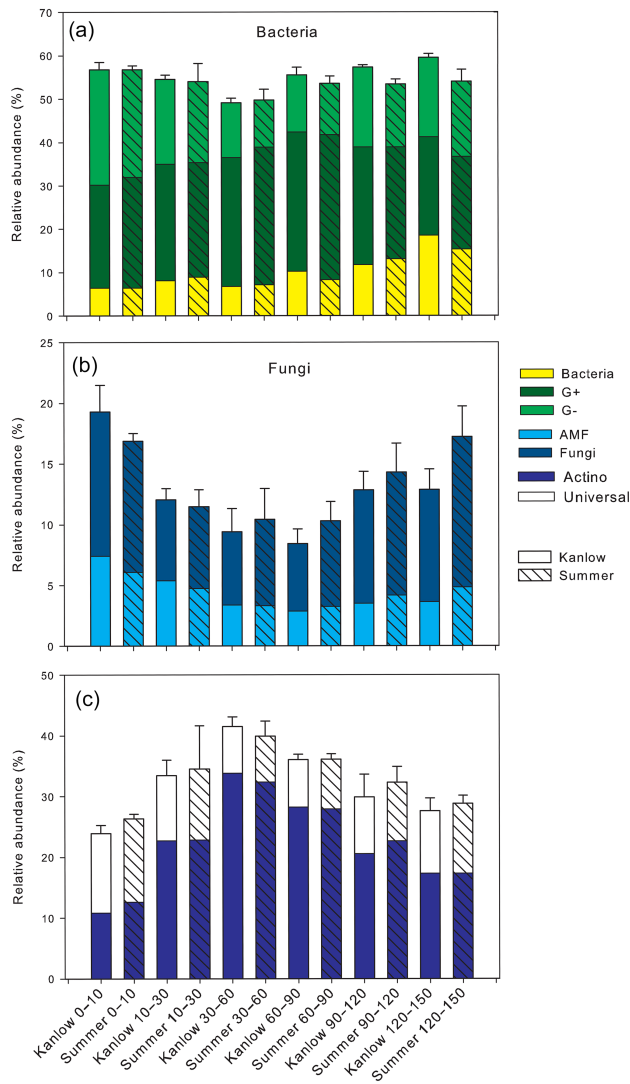 (a)
Bacteria
70
60
50
40
30
20
10
0
Relative abundance (%)
(b)
Fungi
25
20
15
10
5
0
Relative abundance (%)
Bacteria
G+
G-
AMF
Fungi
Actino
Universal
Kanlow
Summer
(c)
50
40
30
20
10
0
Relative abundance (%)
Kanlow 0–10
Summer 0–10
Kanlow 10–30
Summer 10–30
Kanlow 30–60
Summer 30–60
Kanlow 60–90
Summer 60–90
Kanlow 90–120
Summer 90–120
Kanlow 120–150
Summer 120–150